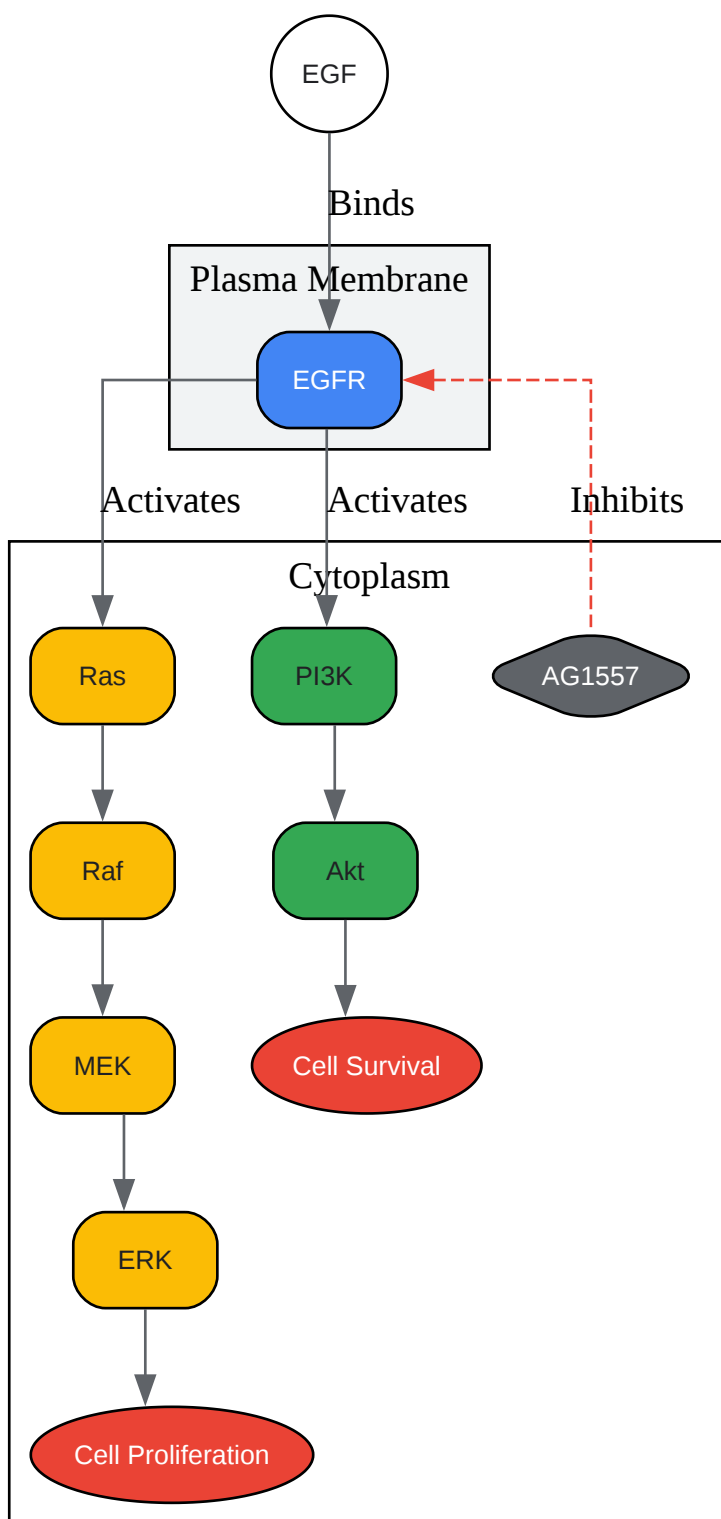 EGF
Binds
Plasma Membrane
EGFR
Activates
Activates
Inhibits
Cytoplasm
Ras
PI3K
AG1557
Raf
Akt
MEK
Cell Survival
ERK
Cell Proliferation